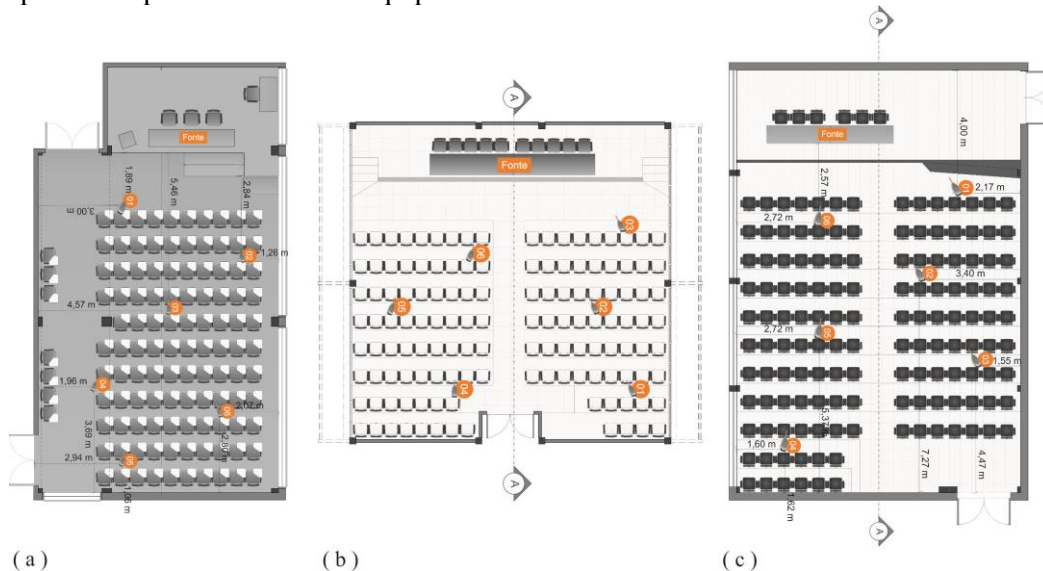 Fonte
1,89 m
5,46 m
2,84 m
3,00 m
01
02
1,26 m
4,57 m
03
1,96 m
04
06
2,07 m
3,69 m
2,94 m
05
1,06 m
( a )
A
Fonte
03
06
05
02
04
01
A
( b )
A
Fonte
4,00 m
2,57 m
01
2,17 m
2,72 m
06
02
3,40 m
2,72 m
05
03
1,55 m
1,60 m
04
7,27 m
4,47 m
1,62 m
A
( c )